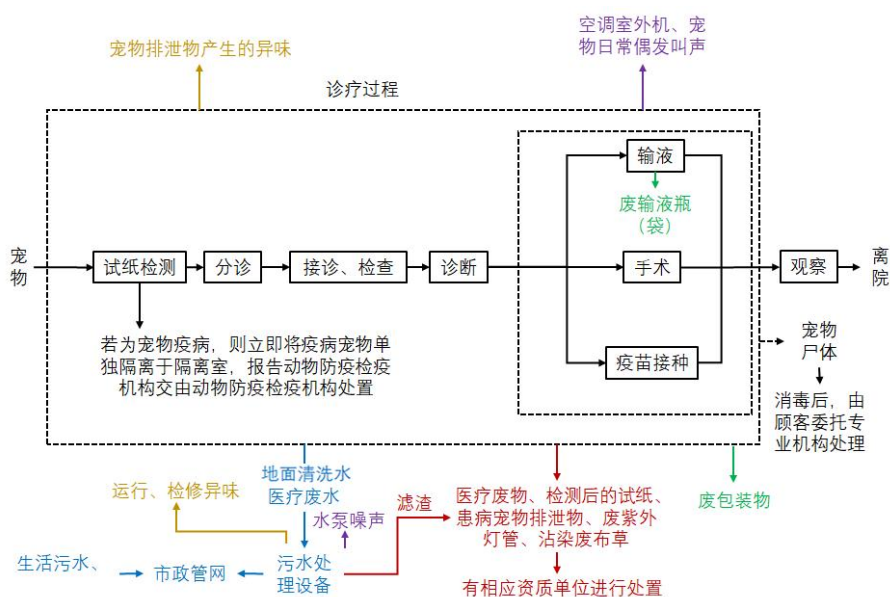 宠物排泄物产生的异味
空调室外机、宠
物日常偶发叫声
诊疗过程
输液
废输液瓶
（袋）
宠
物
试纸检测
分诊
接诊、检查
诊断
手术
观察
离
院
若为宠物疫病，则立即将疫病宠物单
独隔离于隔离室，报告动物防疫检疫
机构交由动物防疫检疫机构处置
疫苗接种
宠物
尸体
消毒后，由
顾客委托专
业机构处理
地面清洗水
医疗废水
运行、检修异味
水泵噪声
滤渣
医疗废物、检测后的试纸、
患病宠物排泄物、废紫外
灯管、沾染废布草
废包装物
生活污水、
市政管网
污水处
理设备
有相应资质单位进行处置